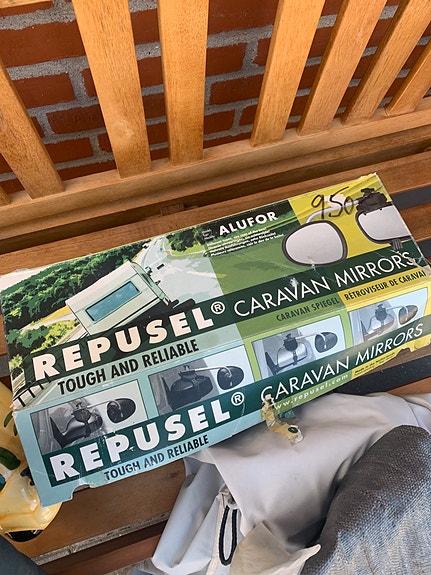 ALUFOR
950
REPUSEL® CARAVAN MIRRORS
TOUGH AND RELIABLE
CARAVAN SPIEGEL
RETROVISEUR DE CARAVANE
REPUSEL® CARAVAN MIRRORS
TOUGH AND RELIABLE
www.repusel.com